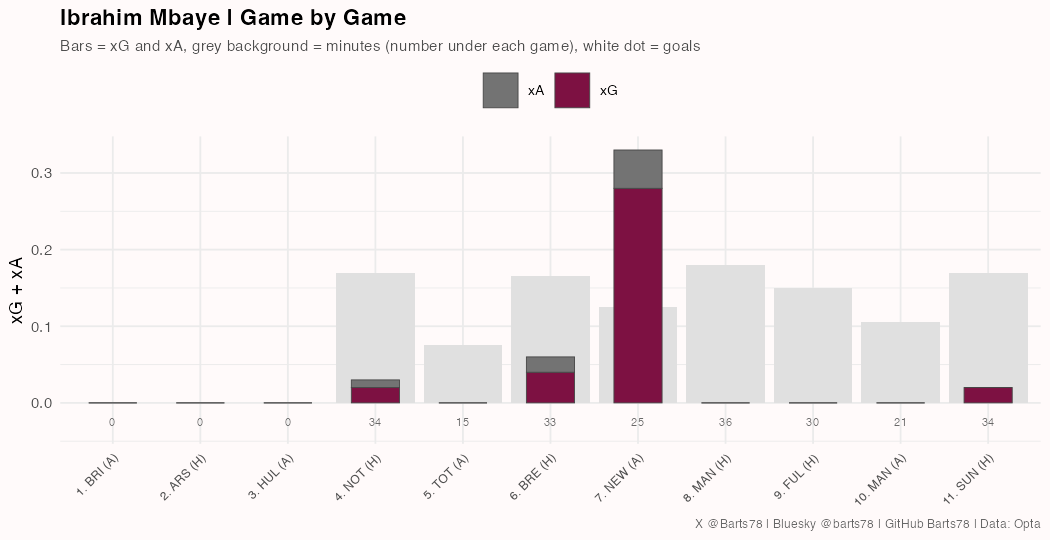 Ibrahim Mbaye | Game by Game
Bars = xG and xA, grey background = minutes (number under each game), white dot = goals
xA xG
xG + xA
0.3
0.2
0.1
0.0
0 0 0 34 15 33 25 36 30 21 34
1. BRI (A)
2. ARS (H)
3. HUL (A)
4. NOT (H)
5. TOT (A)
6. BRE (H)
7. NEW (A)
8. MAN (H)
9. FUL (H)
10. MAN (A)
11. SUN (H)
X @Barts78 | Bluesky @barts78 | GitHub Barts78 | Data: Opta